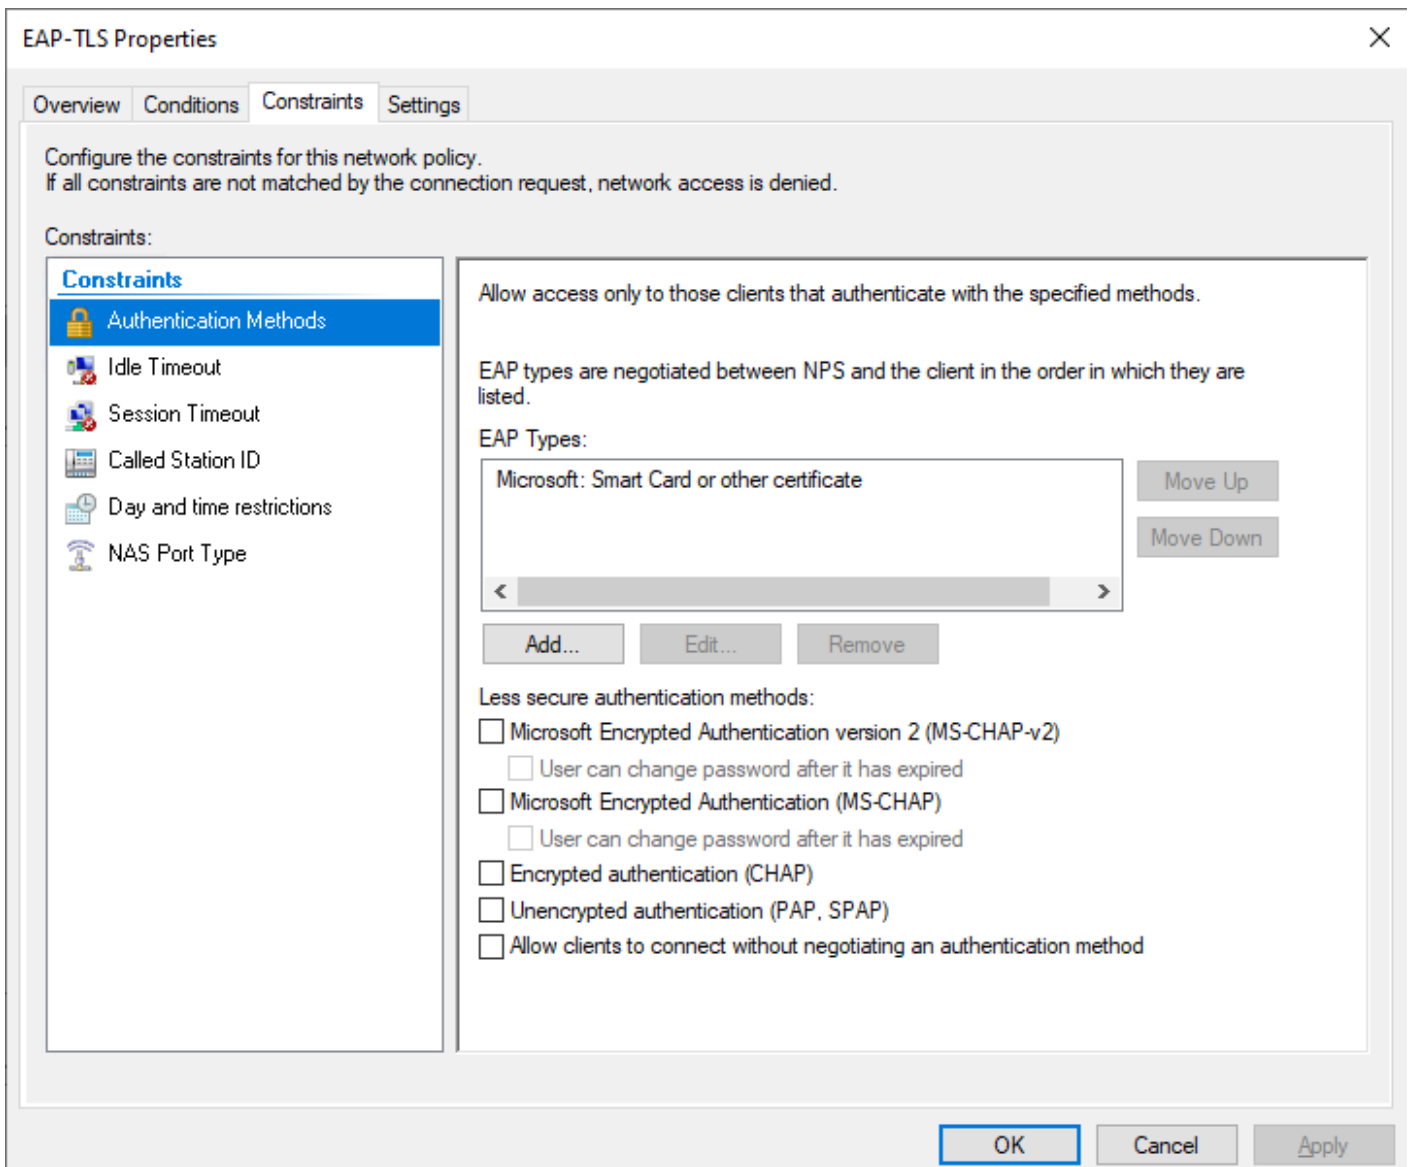 EAP-TLS Properties
Overview
Conditions
Constraints
Settings
Configure the constraints for this network policy.
If all constraints are not matched by the connection request, network access is denied.
Constraints:
Constraints
Authentication Methods
Idle Timeout
Session Timeout
Called Station ID
Day and time restrictions
NAS Port Type
Allow access only to those clients that authenticate with the specified methods.
EAP types are negotiated between NPS and the client in the order in which they are
listed.
EAP Types:
Microsoft: Smart Card or other certificate
Move Up
Move Down
Add...
Edit...
Remove
Less secure authentication methods:
Microsoft Encrypted Authentication version 2 (MS-CHAP-v2)
User can change password after it has expired
Microsoft Encrypted Authentication (MS-CHAP)
User can change password after it has expired
Encrypted authentication (CHAP)
Unencrypted authentication (PAP, SPAP)
Allow clients to connect without negotiating an authentication method
OK
Cancel
Apply